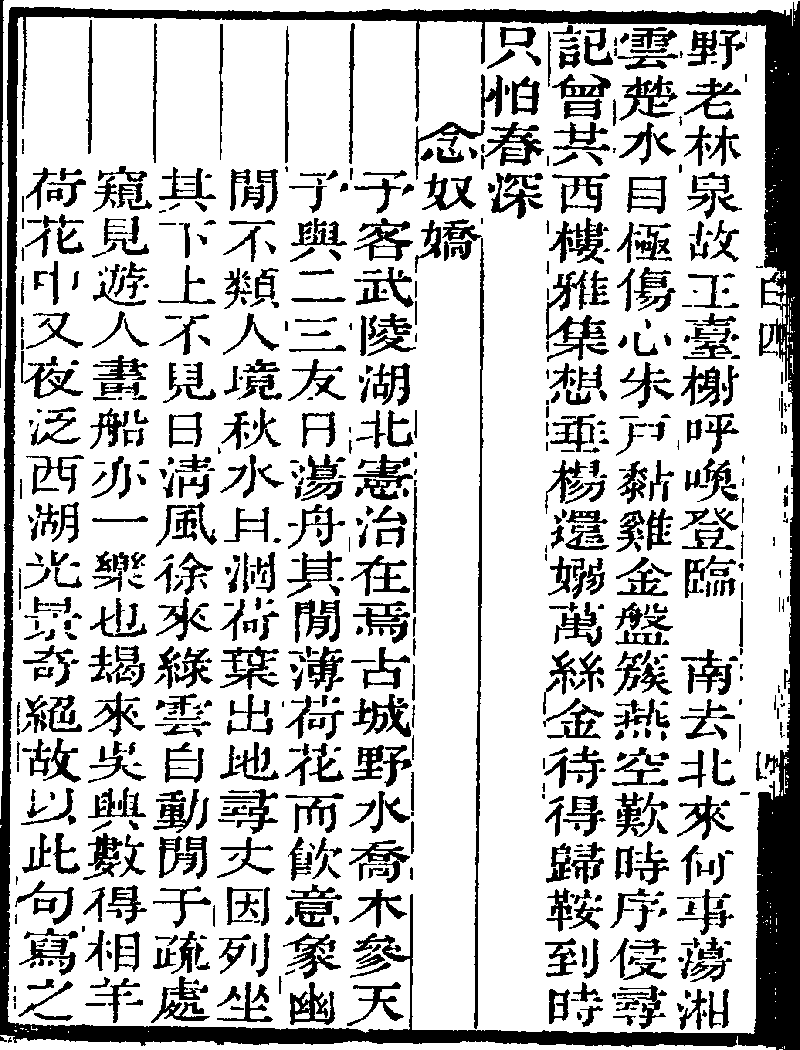 野老林泉故王臺榭呼喚登臨　南去北來何事蕩湘
雲楚水目極傷心朱戸黏雞金盤簇燕空歎時序侵尋
記曾共西樓雅集想垂楊還嫋萬絲金待得歸鞍到時
只怕春深
念奴嬌
予客武陵湖北憲治在焉古城野水喬木參天
予與二三友日蕩舟其閒薄荷花而飮意象幽
閒不類人境秋水且涸荷葉出地尋丈因列坐
其下上不見日淸風徐來綠雲自動閒于疏處
窺見遊人畫船亦一樂也朅來吳興數得相羊
荷花中又夜泛西湖光景奇絕故以此句寫之
百四